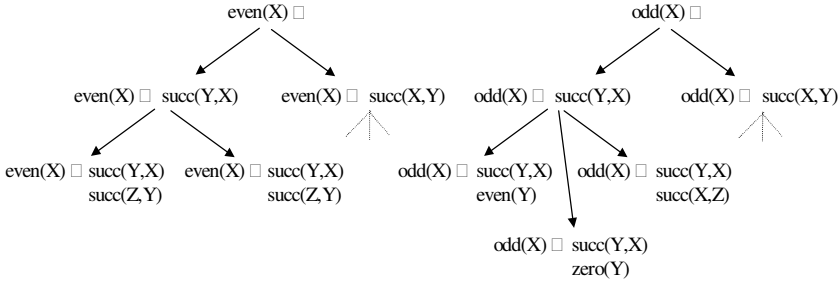 even(X) □ odd(X) □
even(X) □ succ(Y,X) even(X) □ succ(X,Y) odd(X) □ succ(Y,X) odd(X) □ succ(X,Y)
even(X) □ succ(Y,X) even(X) □ succ(Y,X) odd(X) □ succ(Y,X) odd(X) □ succ(Y,X)
succ(Z,Y) succ(Z,Y) even(Y) succ(X,Z)
odd(X) □ succ(Y,X)
zero(Y)